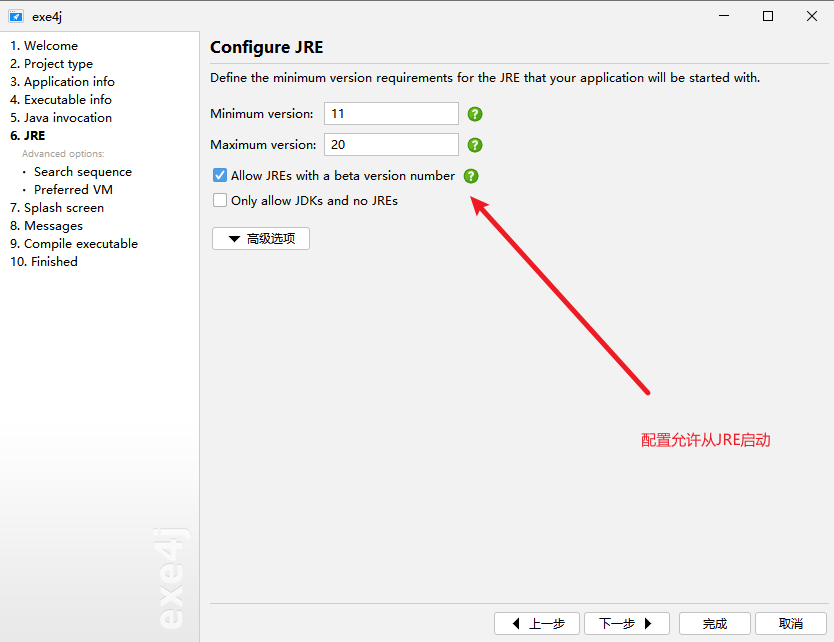 exe4j
1. Welcome
2. Project type
3. Application info
4. Executable info
5. Java invocation
6. JRE
Advanced options:
· Search sequence
· Preferred VM
7. Splash screen
8. Messages
9. Compile executable
10. Finished
exe4j
Configure JRE
Define the minimum version requirements for the JRE that your application will be started with.
Minimum version: 11
Maximum version: 20
Allow JREs with a beta version number
Only allow JDKs and no JREs
高级选项
配置允许从JRE启动
上一步 下一步 完成 取消